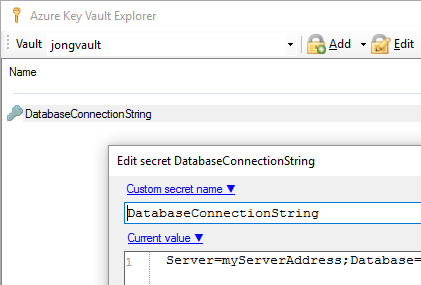 Azure Key Vault Explorer
Vault jongvault Add Edit
Name
DatabaseConnectionString
Edit secret DatabaseConnectionString
Custom secret name ▼
DatabaseConnectionString
Current value ▼
1 Server=myServerAddress;Database=